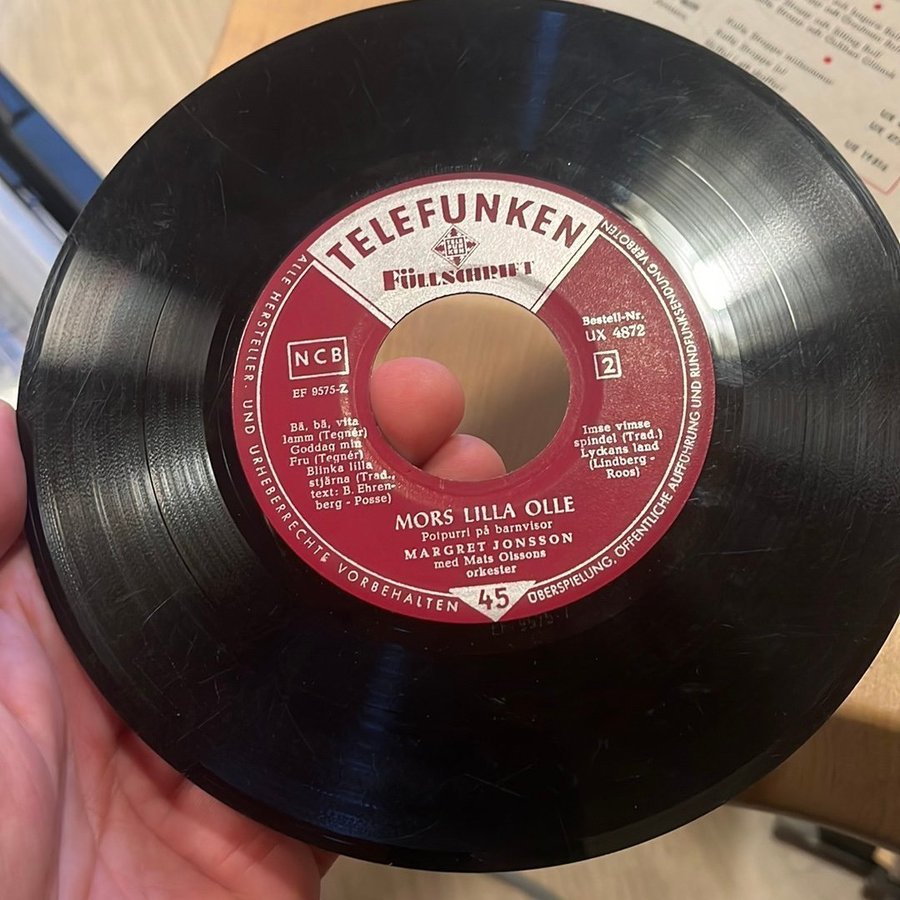 TELEFUNKEN
FÜLLSCHRIFT
NCB
EF 9575-Z
Bestell-Nr.
UX 4872
2
Bä, bä, vita
lamm (Tegnér)
Goddag min
Fru (Tegnér)
Blinka lilla
stjärna (Trad.,
text: B. Ehren-
berg - Posse)
Imse vimse
spindel (Trad.)
Lyckans land
(Lindberg -
Roos)
MORS LILLA OLLE
Potpurri på barnvisor
MARGRET JONSSON
med Mats Olssons
orkester
45
ALLE HERSTELLER- UND URHEBERRECHTE VORBEHALTEN
ÜBERSPIELUNG, ÖFFENTLICHE AUFFÜHRUNG UND RUNDFUNKSENDUNG VERBOTEN